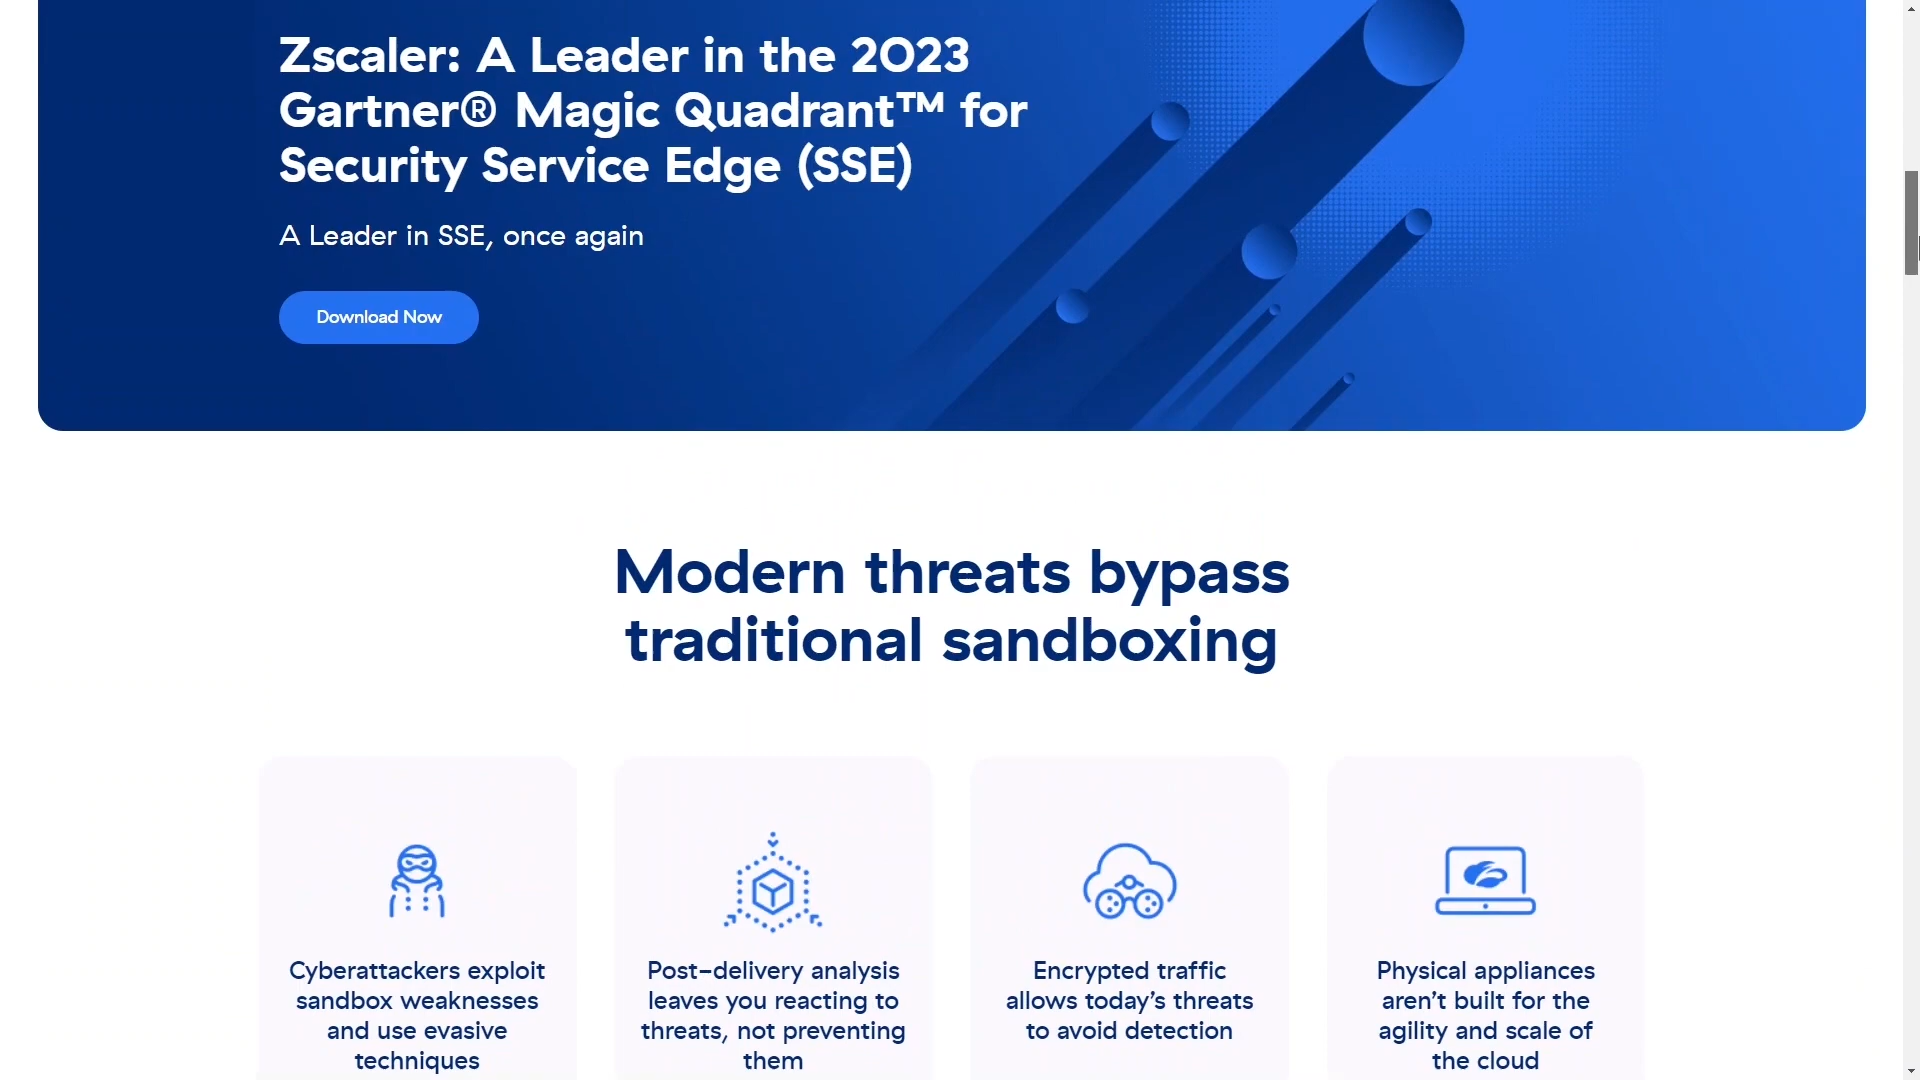 Zscaler: A Leader in the 2023
Gartner® Magic Quadrant™ for
Security Service Edge (SSE)
A Leader in SSE, once again
Download Now
Modern threats bypass
traditional sandboxing
Cyberattackers exploit
sandbox weaknesses
and use evasive
techniques
Post-delivery analysis
leaves you reacting to
threats, not preventing
them
Encrypted traffic
allows today’s threats
to avoid detection
Physical appliances
aren’t built for the
agility and scale of
the cloud